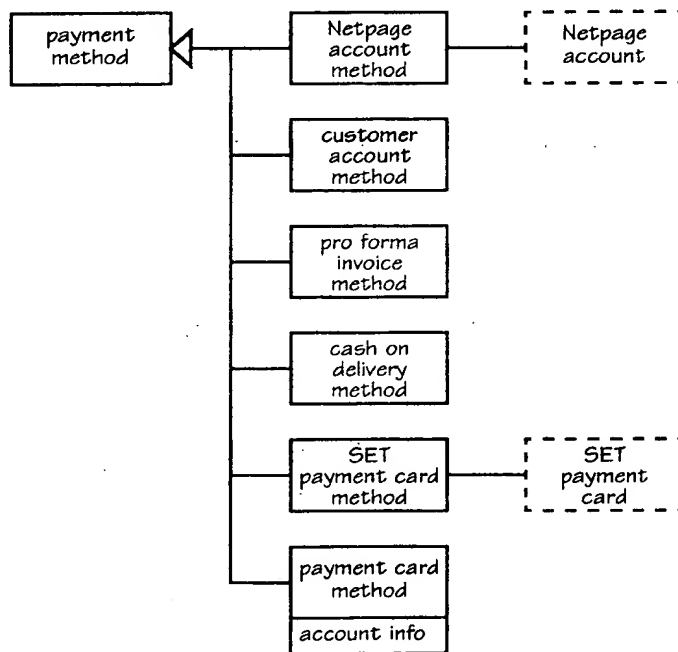 payment
method
Netpage
account
method
Netpage
account
customer
account
method
pro forma
invoice
method
cash on
delivery
method
SET
payment card
method
SET
payment
card
payment card
method
account info